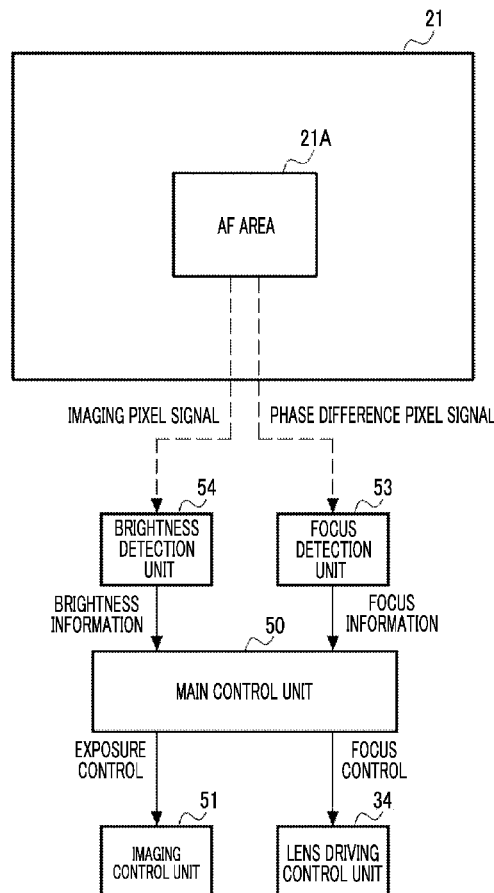 21
21A
AF AREA
IMAGING PIXEL SIGNAL
PHASE DIFFERENCE PIXEL SIGNAL
54
53
BRIGHTNESS
DETECTION
UNIT
FOCUS
DETECTION
UNIT
BRIGHTNESS
INFORMATION
FOCUS
INFORMATION
50
MAIN CONTROL UNIT
EXPOSURE
CONTROL
FOCUS
CONTROL
51
34
IMAGING
CONTROL UNIT
LENS DRIVING
CONTROL UNIT